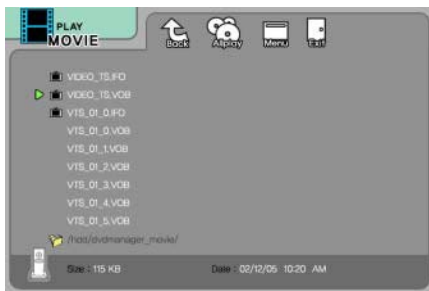 PLAY
MOVIE
Back
Allplay
Menu
Exit
VIDEO_TS.IFO
VIDEO_TS.VOB
VTS_01_0.IFO
VTS_01_0.VOB
VTS_01_1.VOB
VTS_01_2.VOB
VTS_01_3.VOB
VTS_01_4.VOB
VTS_01_5.VOB
/host/dvdmanager_movie/
Size : 115 KB
Date : 02/12/05 10:20 AM